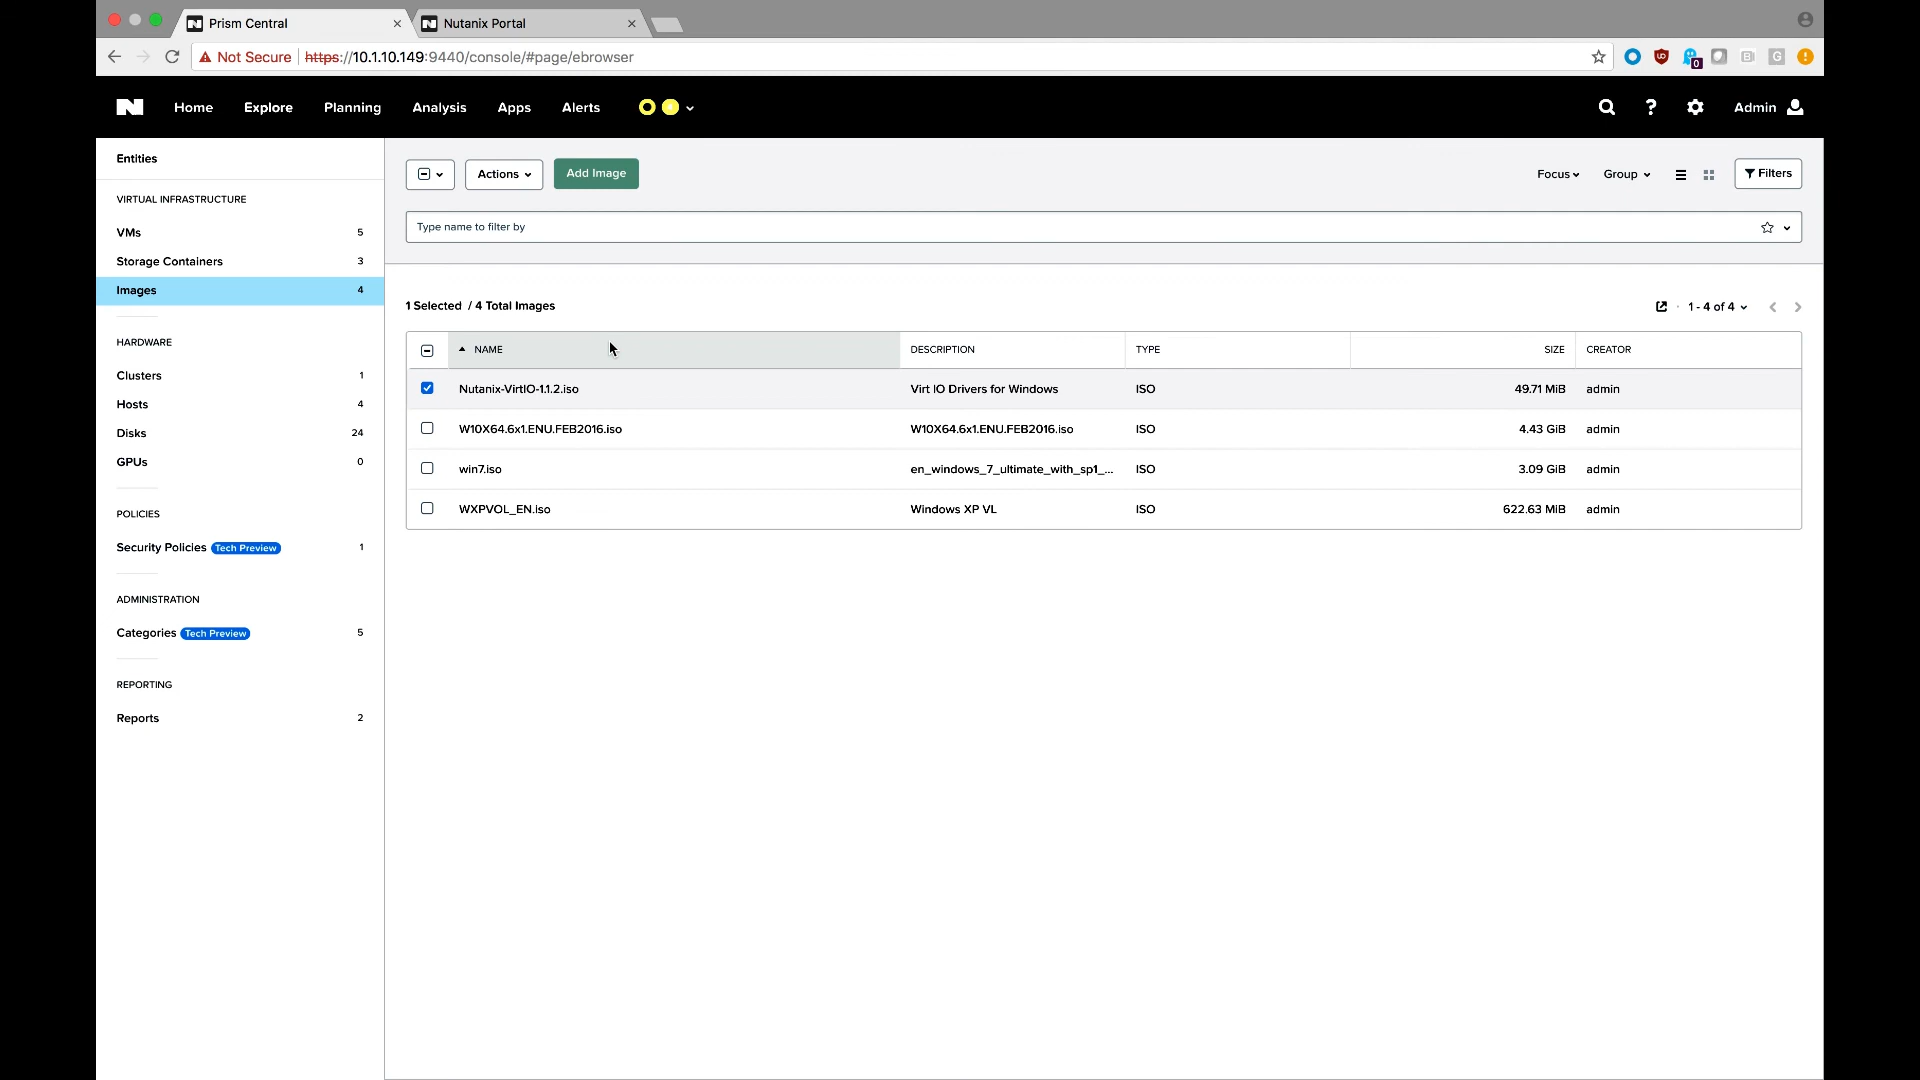 Prism Central
Nutanix Portal
Not Secure https://10.1.10.149:9440/console/#page/ebrowser
0
Home Explore Planning Analysis Apps Alerts
? Admin
Entities
VIRTUAL INFRASTRUCTURE
VMs 5
Storage Containers 3
Images 4
HARDWARE
Clusters 1
Hosts 4
Disks 24
GPUs 0
POLICIES
Security Policies Tech Preview 1
ADMINISTRATION
Categories Tech Preview 5
REPORTING
Reports 2
Actions Add Image Focus Group Filters
Type name to filter by
1 Selected / 4 Total Images 1 - 4 of 4
NAME DESCRIPTION TYPE SIZE CREATOR
Nutanix-VirtIO-1.1.2.iso Virt IO Drivers for Windows ISO 49.71 MiB admin
W10X64.6x1.ENU.FEB2016.iso W10X64.6x1.ENU.FEB2016.iso ISO 4.43 GiB admin
win7.iso en_windows_7_ultimate_with_sp1_... ISO 3.09 GiB admin
WXPVOL_EN.iso Windows XP VL ISO 622.63 MiB admin